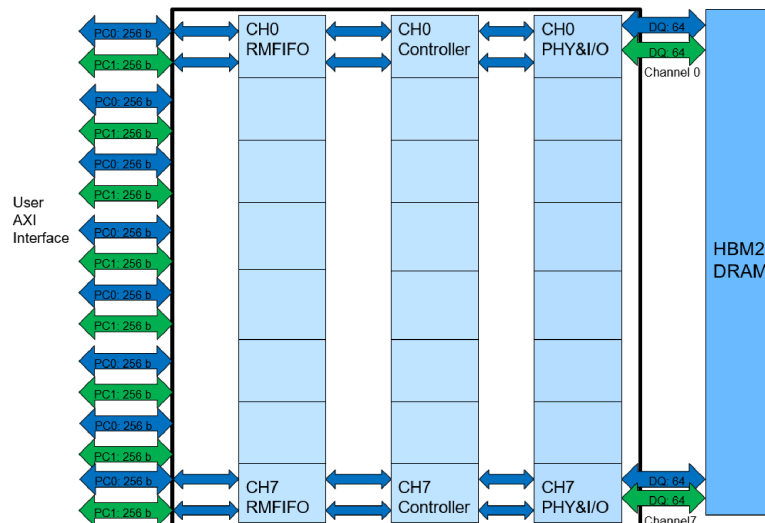 PC0: 256 b
PC1: 256 b
PC0: 256 b
PC1: 256 b
PC0: 256 b
PC1: 256 b
PC0: 256 b
PC1: 256 b
PC0: 256 b
PC1: 256 b
PC0: 256 b
PC1: 256 b
PC0: 256 b
PC1: 256 b
PC0: 256 b
PC1: 256 b
User
AXI
Interface
CH0
RMFIFO
CH0
Controller
CH0
PHY&I/O
CH7
RMFIFO
CH7
Controller
CH7
PHY&I/O
DQ: 64
DQ: 64
Channel 0
DQ: 64
DQ: 64
Channel7
HBM2
DRAM